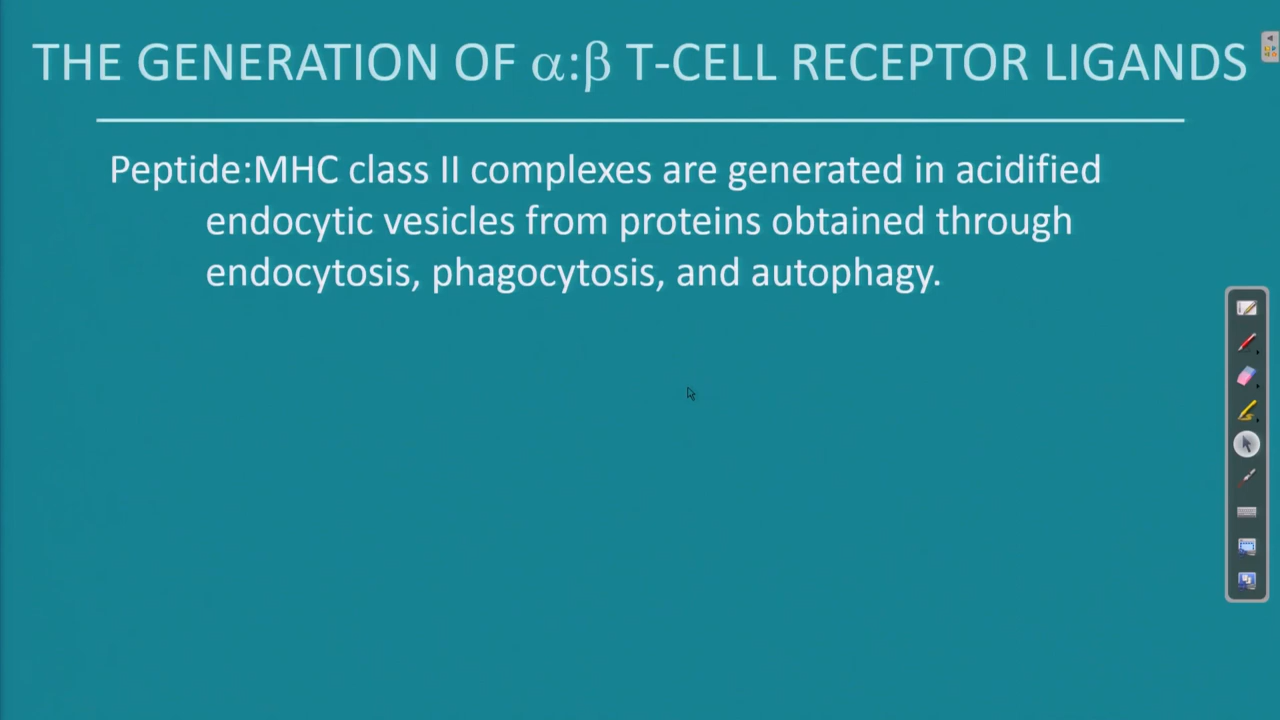 THE GENERATION OF α:β T-CELL RECEPTOR LIGANDS
Peptide:MHC class II complexes are generated in acidified
endocytic vesicles from proteins obtained through
endocytosis, phagocytosis, and autophagy.